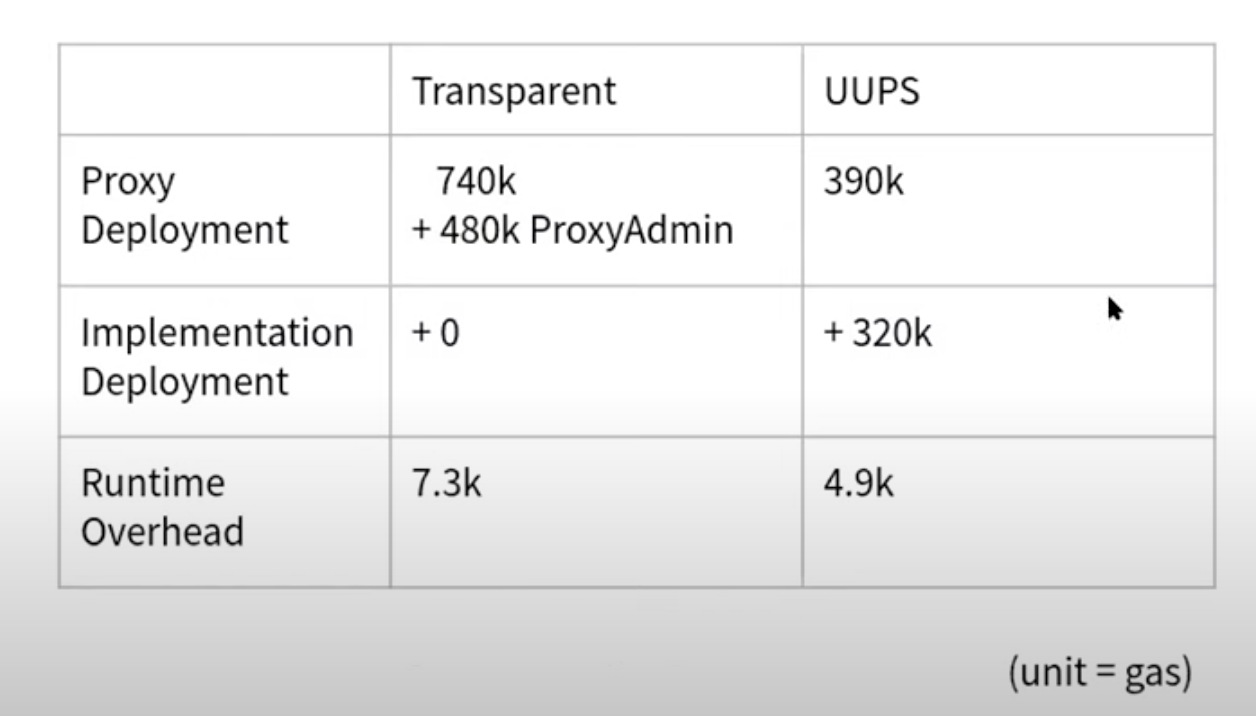 Transparent
UUPS
Proxy
Deployment
740k
+ 480k ProxyAdmin
390k
Implementation
Deployment
+ 0
+ 320k
Runtime
Overhead
7.3k
4.9k
(unit = gas)